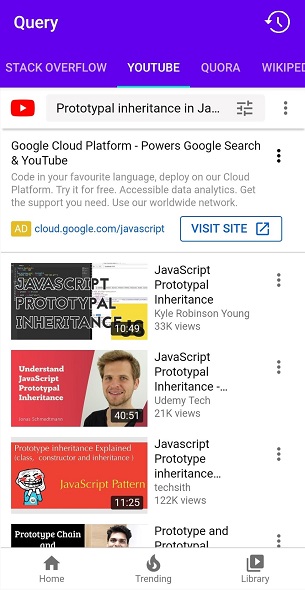 Query
STACK OVERFLOW YOUTUBE QUORA WIKIPED
Prototypal inheritance in Ja...
Google Cloud Platform - Powers Google Search
& YouTube
Code in your favourite language, deploy on our Cloud
Platform. Try it for free. Accessible data analytics. Get
the support you need. Use our worldwide network.
AD cloud.google.com/javascript VISIT SITE
JAVASCRIPT
PROTOTYPAL
INHERITANCE
10:49
JavaScript
Prototypal
Inheritance
Kyle Robinson Young
33K views
Understand
JavaScript
Prototypal
Inheritance
Jonas Schmedtmann
40:51
JavaScript
Prototypal
Inheritance -...
Udemy Tech
21K views
Prototype inheritance Explained
(class, constructor and inheritance )
JavaScript Pattern
11:25
Javascript
Prototype
inheritance...
techsith
122K views
Prototype Chain
and
Prototype and
Prototypal
Home Trending Library